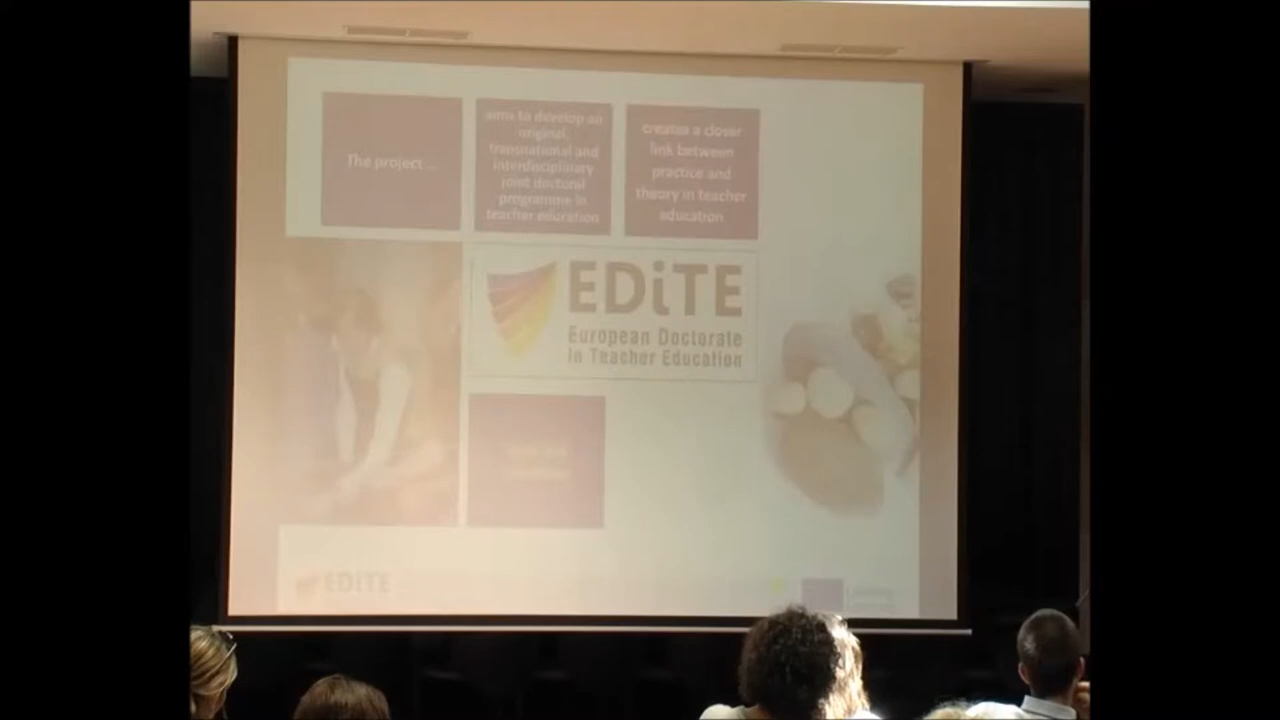 The project ...
aims to develop an
original,
transnational and
interdisciplinary
joint doctoral
programme in
teacher education
creates a closer
link between
practice and
theory in teacher
education
EDiTE
European Doctorate
in Teacher Education
EDiTE